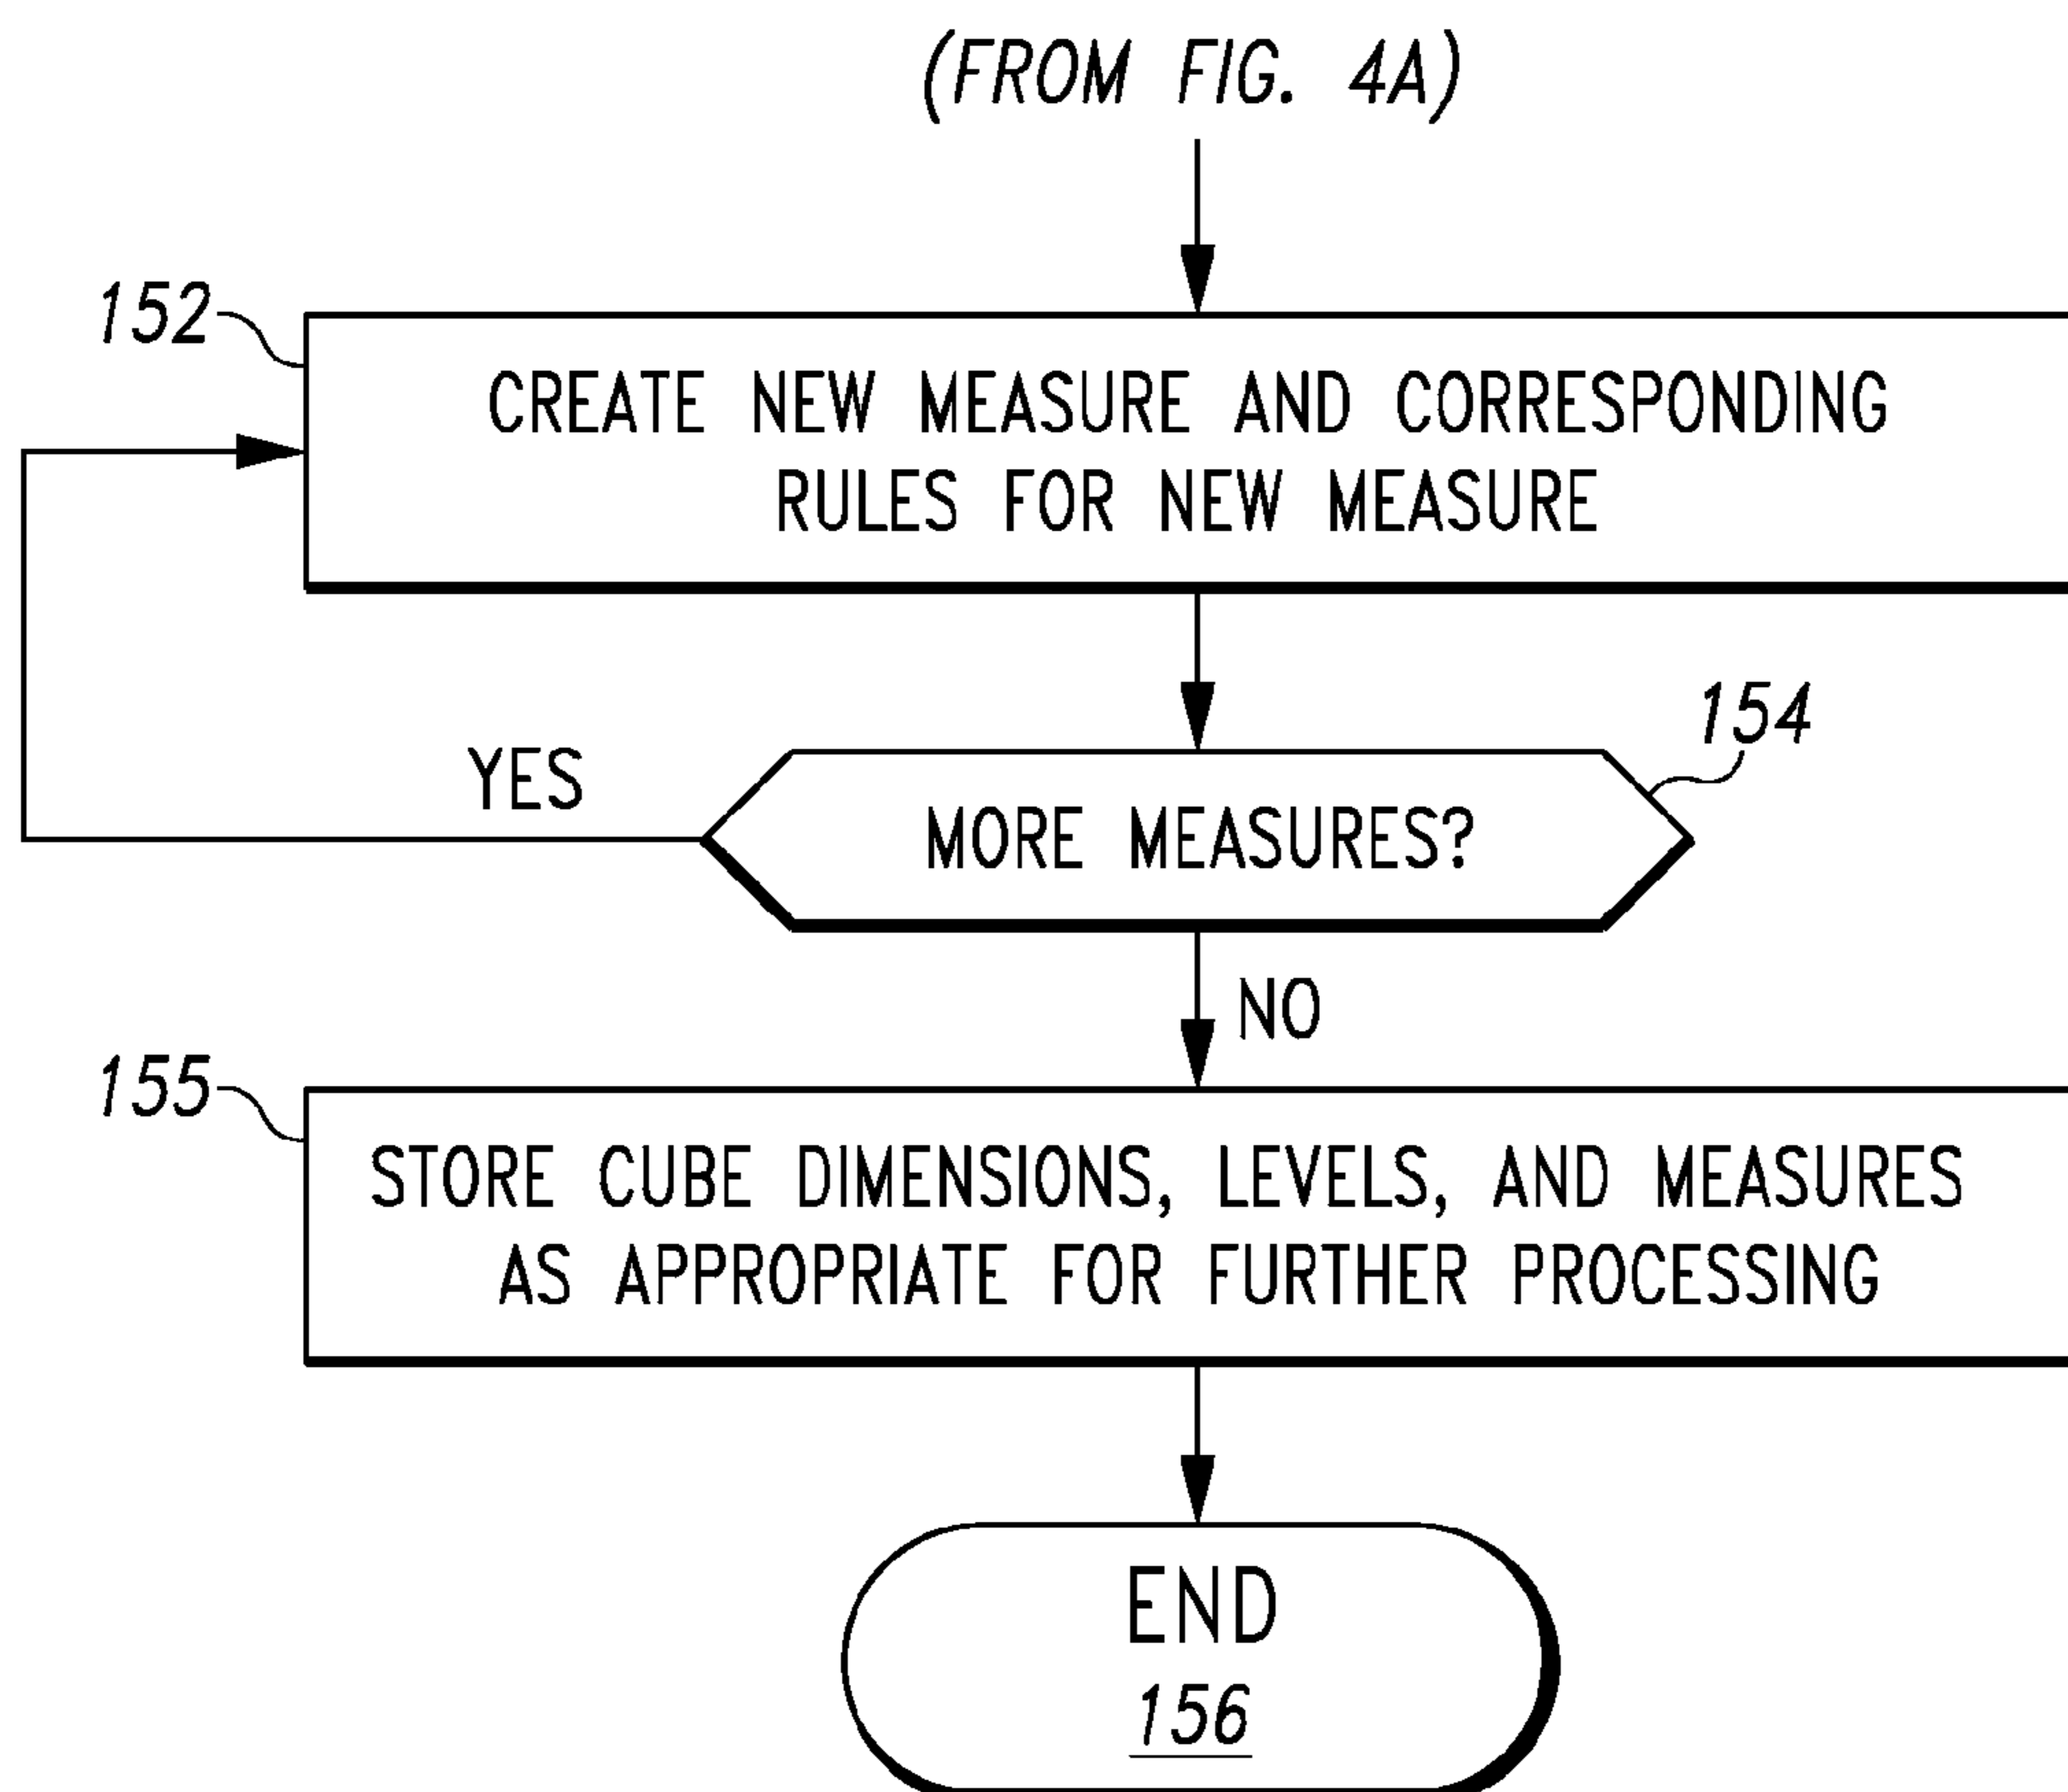 (FROM FIG. 4A)
152
CREATE NEW MEASURE AND CORRESPONDING
RULES FOR NEW MEASURE
154
YES
MORE MEASURES?
NO
155
STORE CUBE DIMENSIONS, LEVELS, AND MEASURES
AS APPROPRIATE FOR FURTHER PROCESSING
END
156